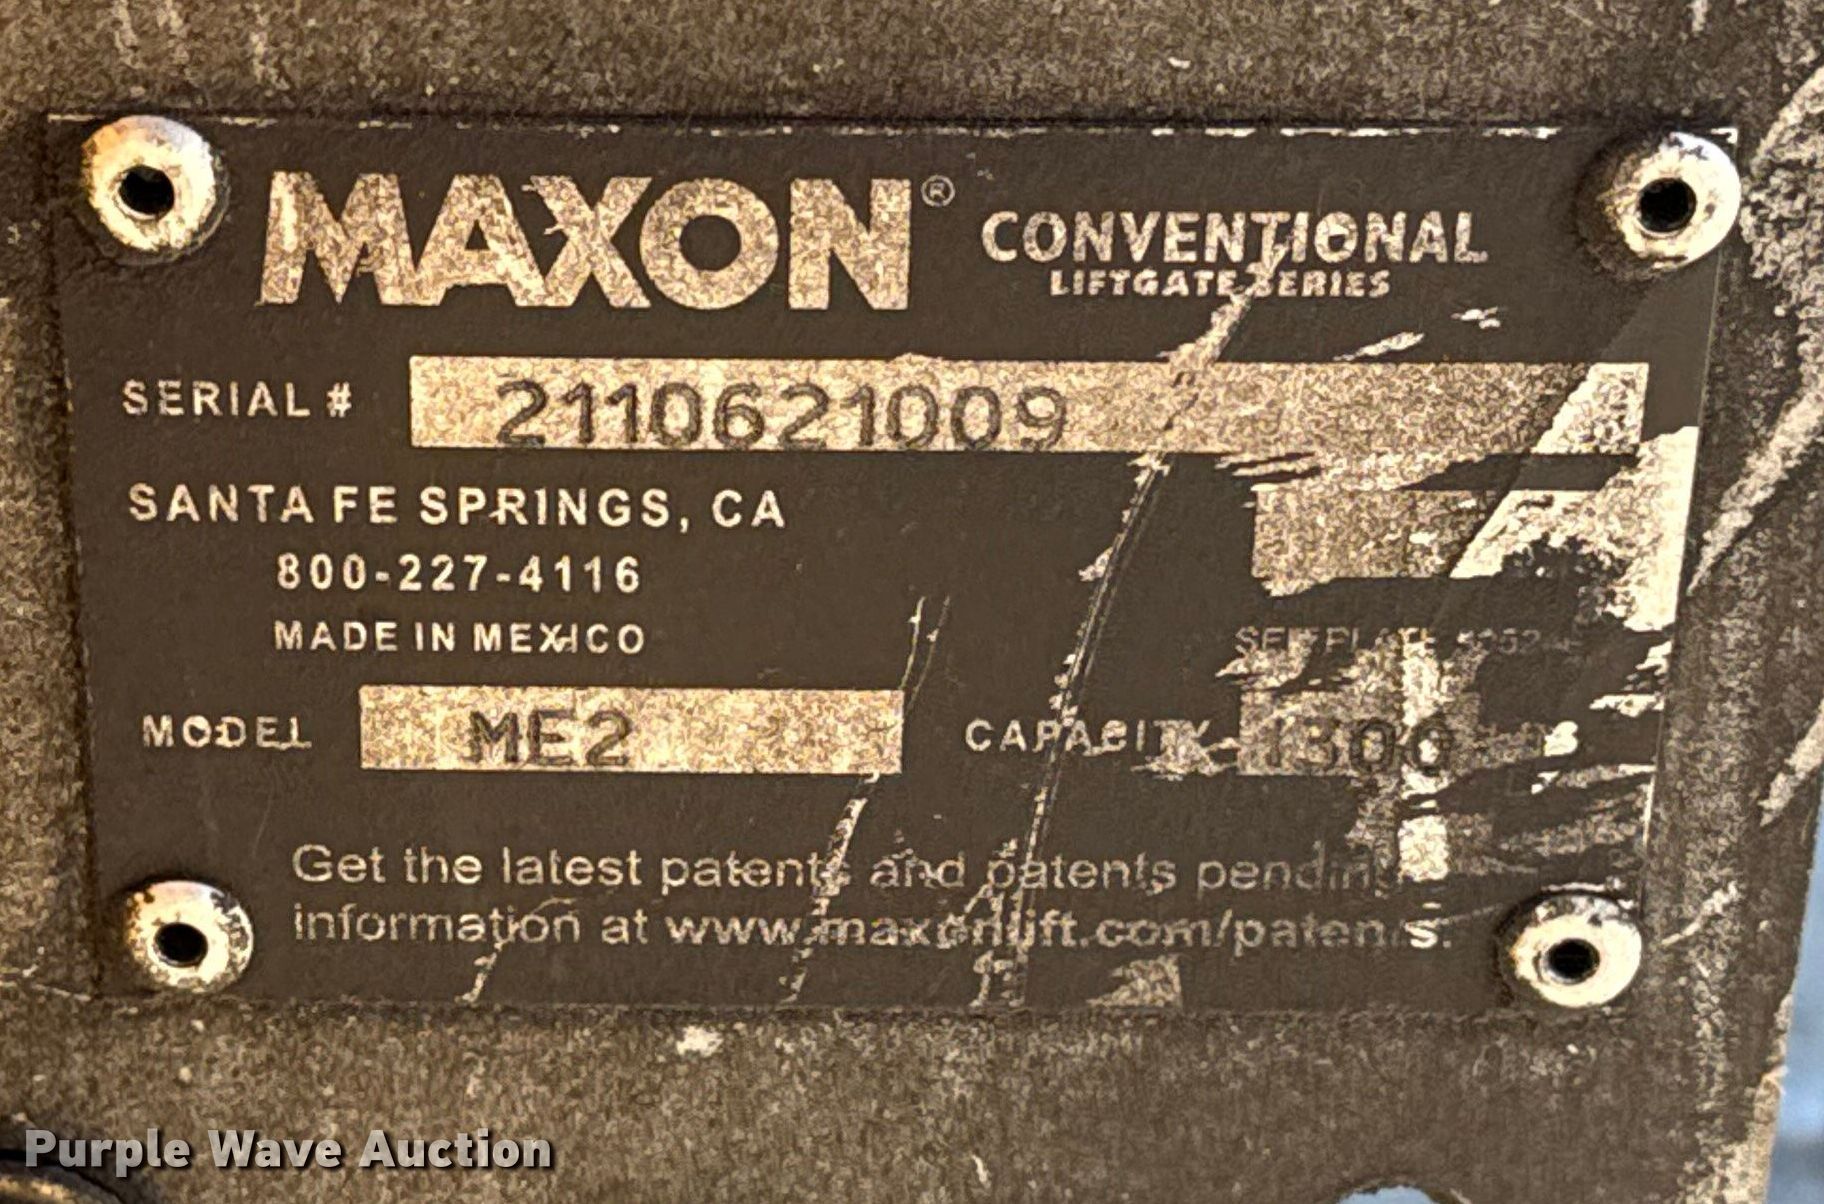 MAXON® CONVENTIONAL
LIFTGATE SERIES
SERIAL # 2110621009
SANTA FE SPRINGS, CA
800-227-4116
MADE IN MEXICO
MODEL ME2 CAPACITY 1300
Get the latest patents and patents pending
information at www.maxonlift.com/patents.
Purple Wave Auction